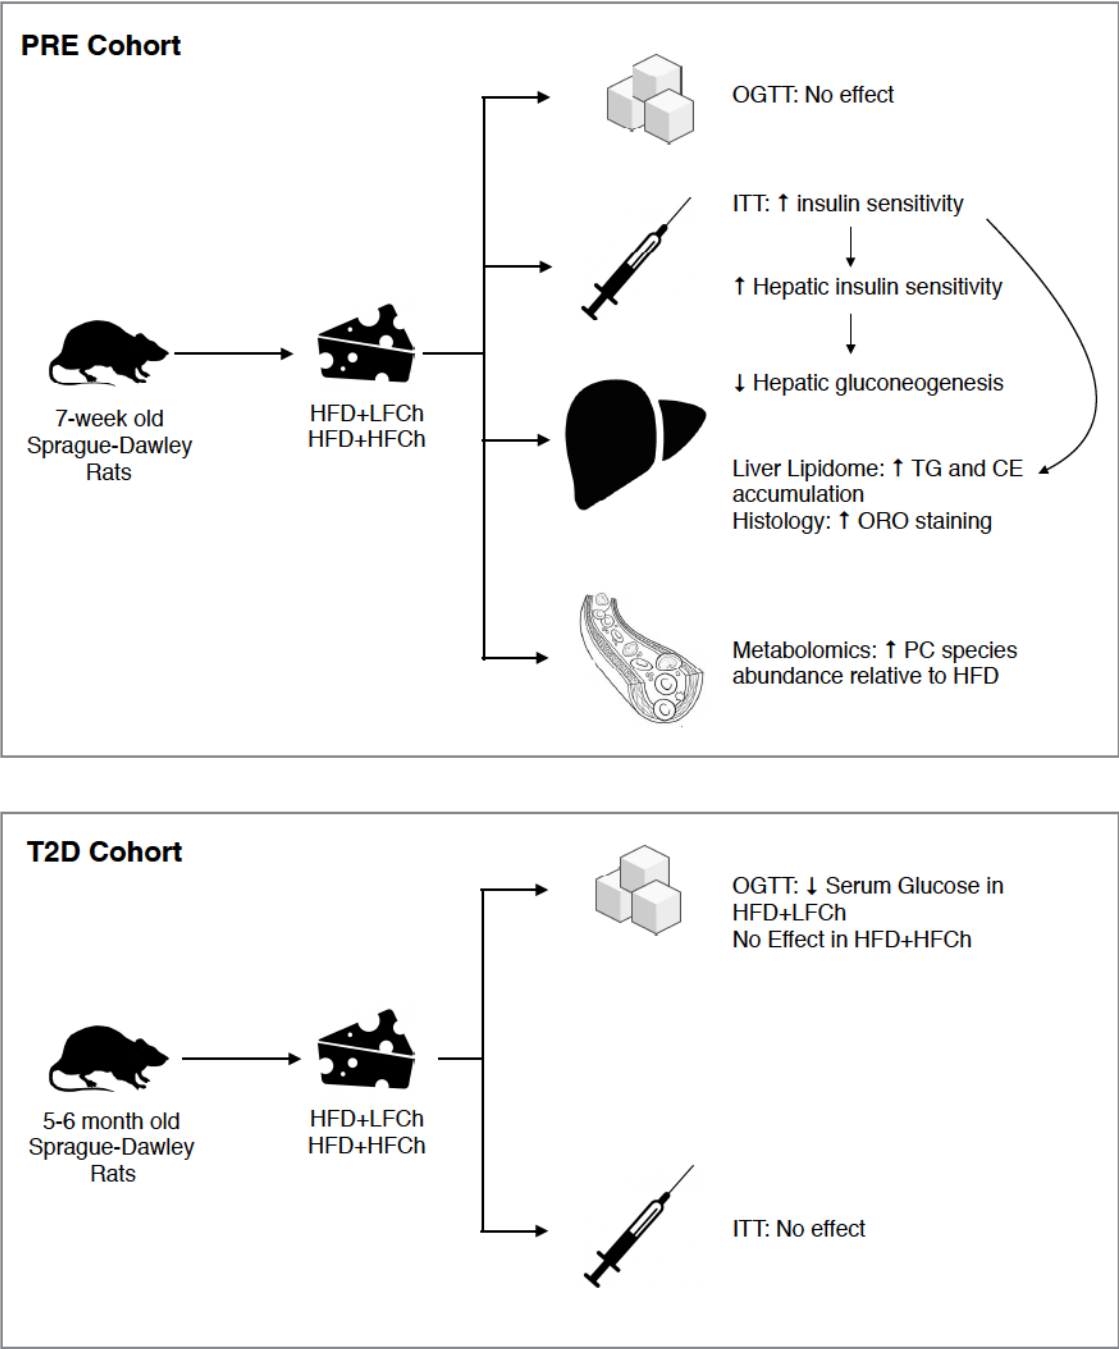 PRE Cohort
OGTT: No effect
ITT: ↑ insulin sensitivity
↑ Hepatic insulin sensitivity
↓ Hepatic gluconeogenesis
7-week old
Sprague-Dawley
Rats
HFD+LFCh
HFD+HFCh
Liver Lipidome: ↑ TG and CE
accumulation
Histology: ↑ ORO staining
Metabolomics: ↑ PC species
abundance relative to HFD
T2D Cohort
OGTT: ↓ Serum Glucose in
HFD+LFCh
No Effect in HFD+HFCh
5-6 month old
Sprague-Dawley
Rats
HFD+LFCh
HFD+HFCh
ITT: No effect